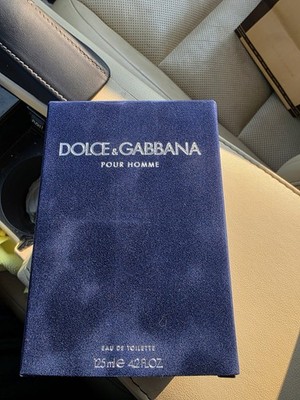 DOLCE & GABBANA
POUR HOMME
EAU DE TOILETTE
125 ml ℮ 4.2 FL.OZ.